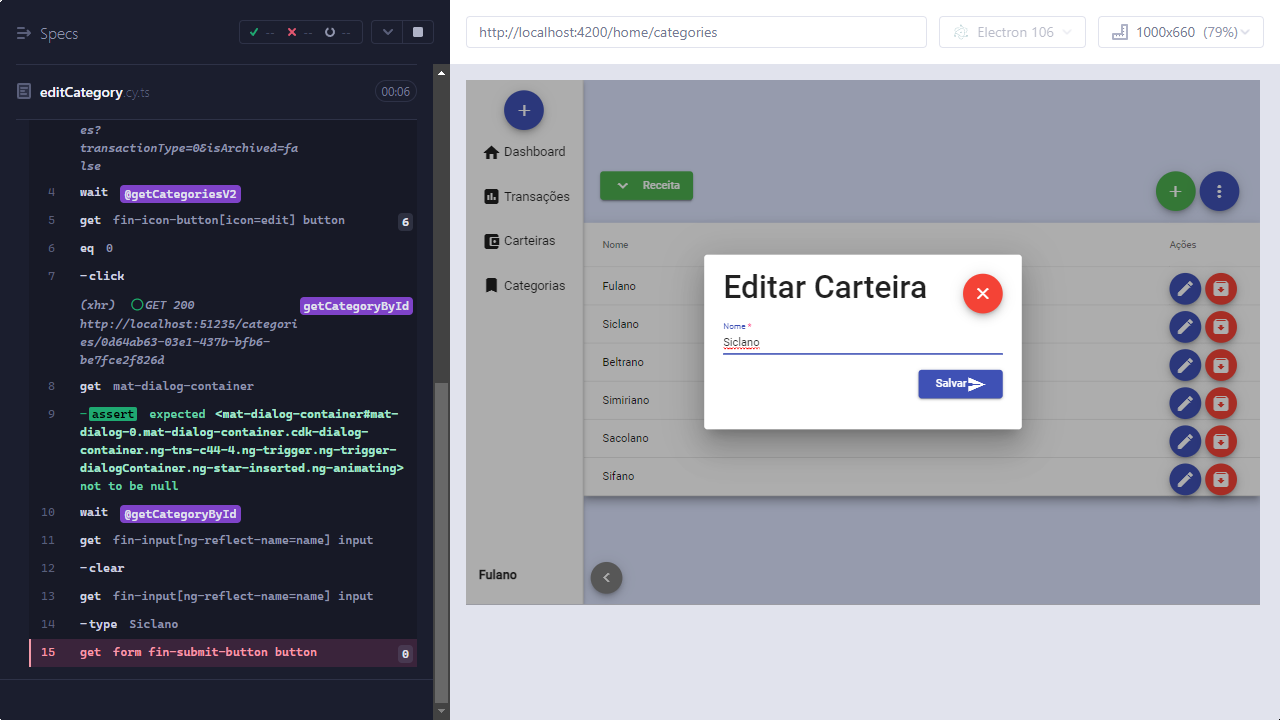 Specs
--
--
--
editCategory.cy.ts
00:06
es?
transactionType=0&isArchived=fa
lse
4 wait @getCategoriesV2
5 get fin-icon-button[icon=edit] button 6
6 eq 0
7 -click
(xhr) GET 200 getCategoryById
http://localhost:51235/categori
es/0d64ab63-03e1-437b-bfb6-
be7fce2f826d
8 get mat-dialog-container
9 -assert expected <mat-dialog-container#mat-
dialog-0.mat-dialog-container.cdk-dialog-
container.ng-tns-c44-4.ng-trigger.ng-trigger-
dialogContainer.ng-star-inserted.ng-animating>
not to be null
10 wait @getCategoryById
11 get fin-input[ng-reflect-name=name] input
12 -clear
13 get fin-input[ng-reflect-name=name] input
14 -type Siclano
15 get form fin-submit-button button 0
http://localhost:4200/home/categories
Electron 106
1000x660 (79%)
Dashboard
Transações
Carteiras
Categorias
Fulano
Receita
Nome Ações
Fulano
Siclano
Beltrano
Simiriano
Sacolano
Sifano
Editar Carteira
Nome *
Siclano
Salvar